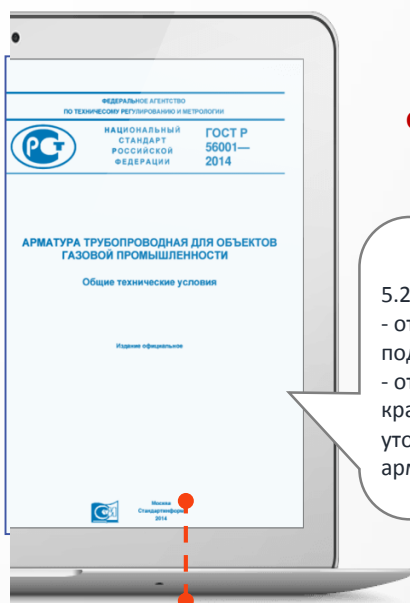 ФЕДЕРАЛЬНОЕ АГЕНТСТВО
ПО ТЕХНИЧЕСКОМУ РЕГУЛИРОВАНИЮ И МЕТРОЛОГИИ
НАЦИОНАЛЬНЫЙ
СТАНДАРТ
РОССИЙСКОЙ
ФЕДЕРАЦИИ
ГОСТ Р
56001—
2014
АРМАТУРА ТРУБОПРОВОДНАЯ ДЛЯ ОБЪЕКТОВ
ГАЗОВОЙ ПРОМЫШЛЕННОСТИ
Общие технические условия
Издание официальное
Москва
Стандартинформ
2014
5.2
- от
под
- от
кра
уто
арм